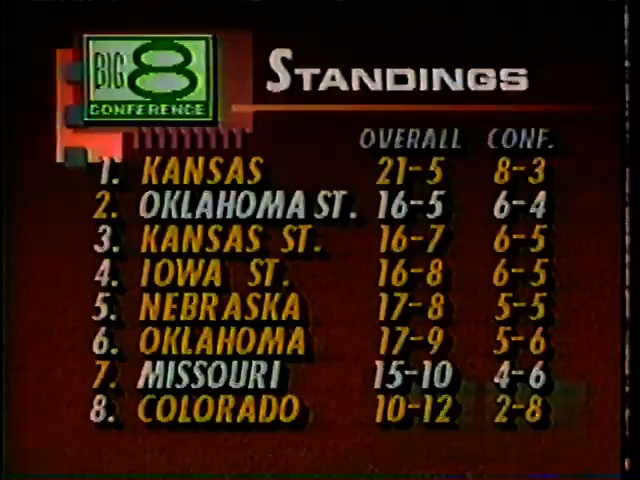 BIG 8
CONFERENCE
STANDINGS
OVERALL CONF.
1. KANSAS 21-5 8-3
2. OKLAHOMA ST. 16-5 6-4
3. KANSAS ST. 16-7 6-5
4. IOWA ST. 16-8 6-5
5. NEBRASKA 17-8 5-5
6. OKLAHOMA 17-9 5-6
7. MISSOURI 15-10 4-6
8. COLORADO 10-12 2-8